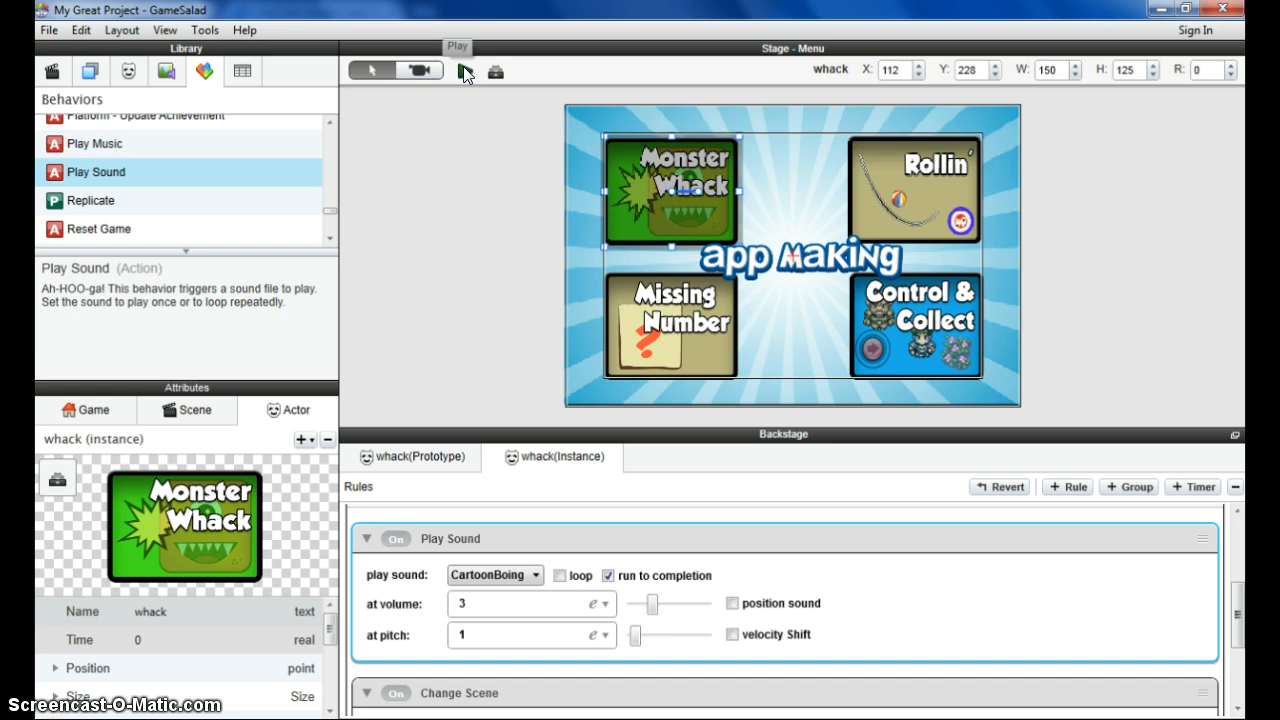 My Great Project - GameSalad
File Edit Layout View Tools Help Sign In
Library
Play
Stage - Menu
whack X: 112 Y: 228 W: 150 H: 125 R: 0
Behaviors
Platform - Update Achievement
A Play Music
A Play Sound
P Replicate
A Reset Game
Play Sound (Action)
Ah-HOO-ga! This behavior triggers a sound file to play.
Set the sound to play once or to loop repeatedly.
Monster
Whack
Rollin'
app making
Missing
Number
?
Control &
Collect
Attributes
Game Scene Actor
whack (instance)
Monster
Whack
Name whack text
Time 0 real
Position point
Size Size
Backstage
whack(Prototype) whack(Instance)
Rules Revert + Rule + Group + Timer
On Play Sound
play sound: CartoonBoing loop run to completion
at volume: 3 e position sound
at pitch: 1 e velocity Shift
On Change Scene
Screencast-O-Matic.com